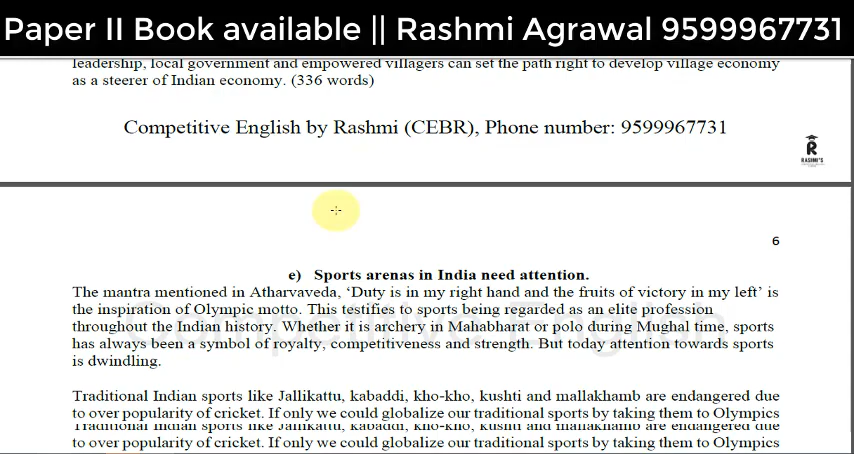 Paper II Book available || Rashmi Agrawal 9599967731
leadership, local government and empowered villagers can set the path right to develop village economy
as a steerer of Indian economy. (336 words)
Competitive English by Rashmi (CEBR), Phone number: 9599967731
R
RASHMI'S
6
e) Sports arenas in India need attention.
The mantra mentioned in Atharvaveda, ‘Duty is in my right hand and the fruits of victory in my left’ is
the inspiration of Olympic motto. This testifies to sports being regarded as an elite profession
throughout the Indian history. Whether it is archery in Mahabharat or polo during Mughal time, sports
has always been a symbol of royalty, competitiveness and strength. But today attention towards sports
is dwindling.
Competitive English
Traditional Indian sports like Jallikattu, kabaddi, kho-kho, kushti and mallakhamb are endangered due
to over popularity of cricket. If only we could globalize our traditional sports by taking them to Olympics
Traditional Indian sports like Jallikattu, kabaddi, kho-kho, kushti and mallakhamb are endangered due
to over popularity of cricket. If only we could globalize our traditional sports by taking them to Olympics